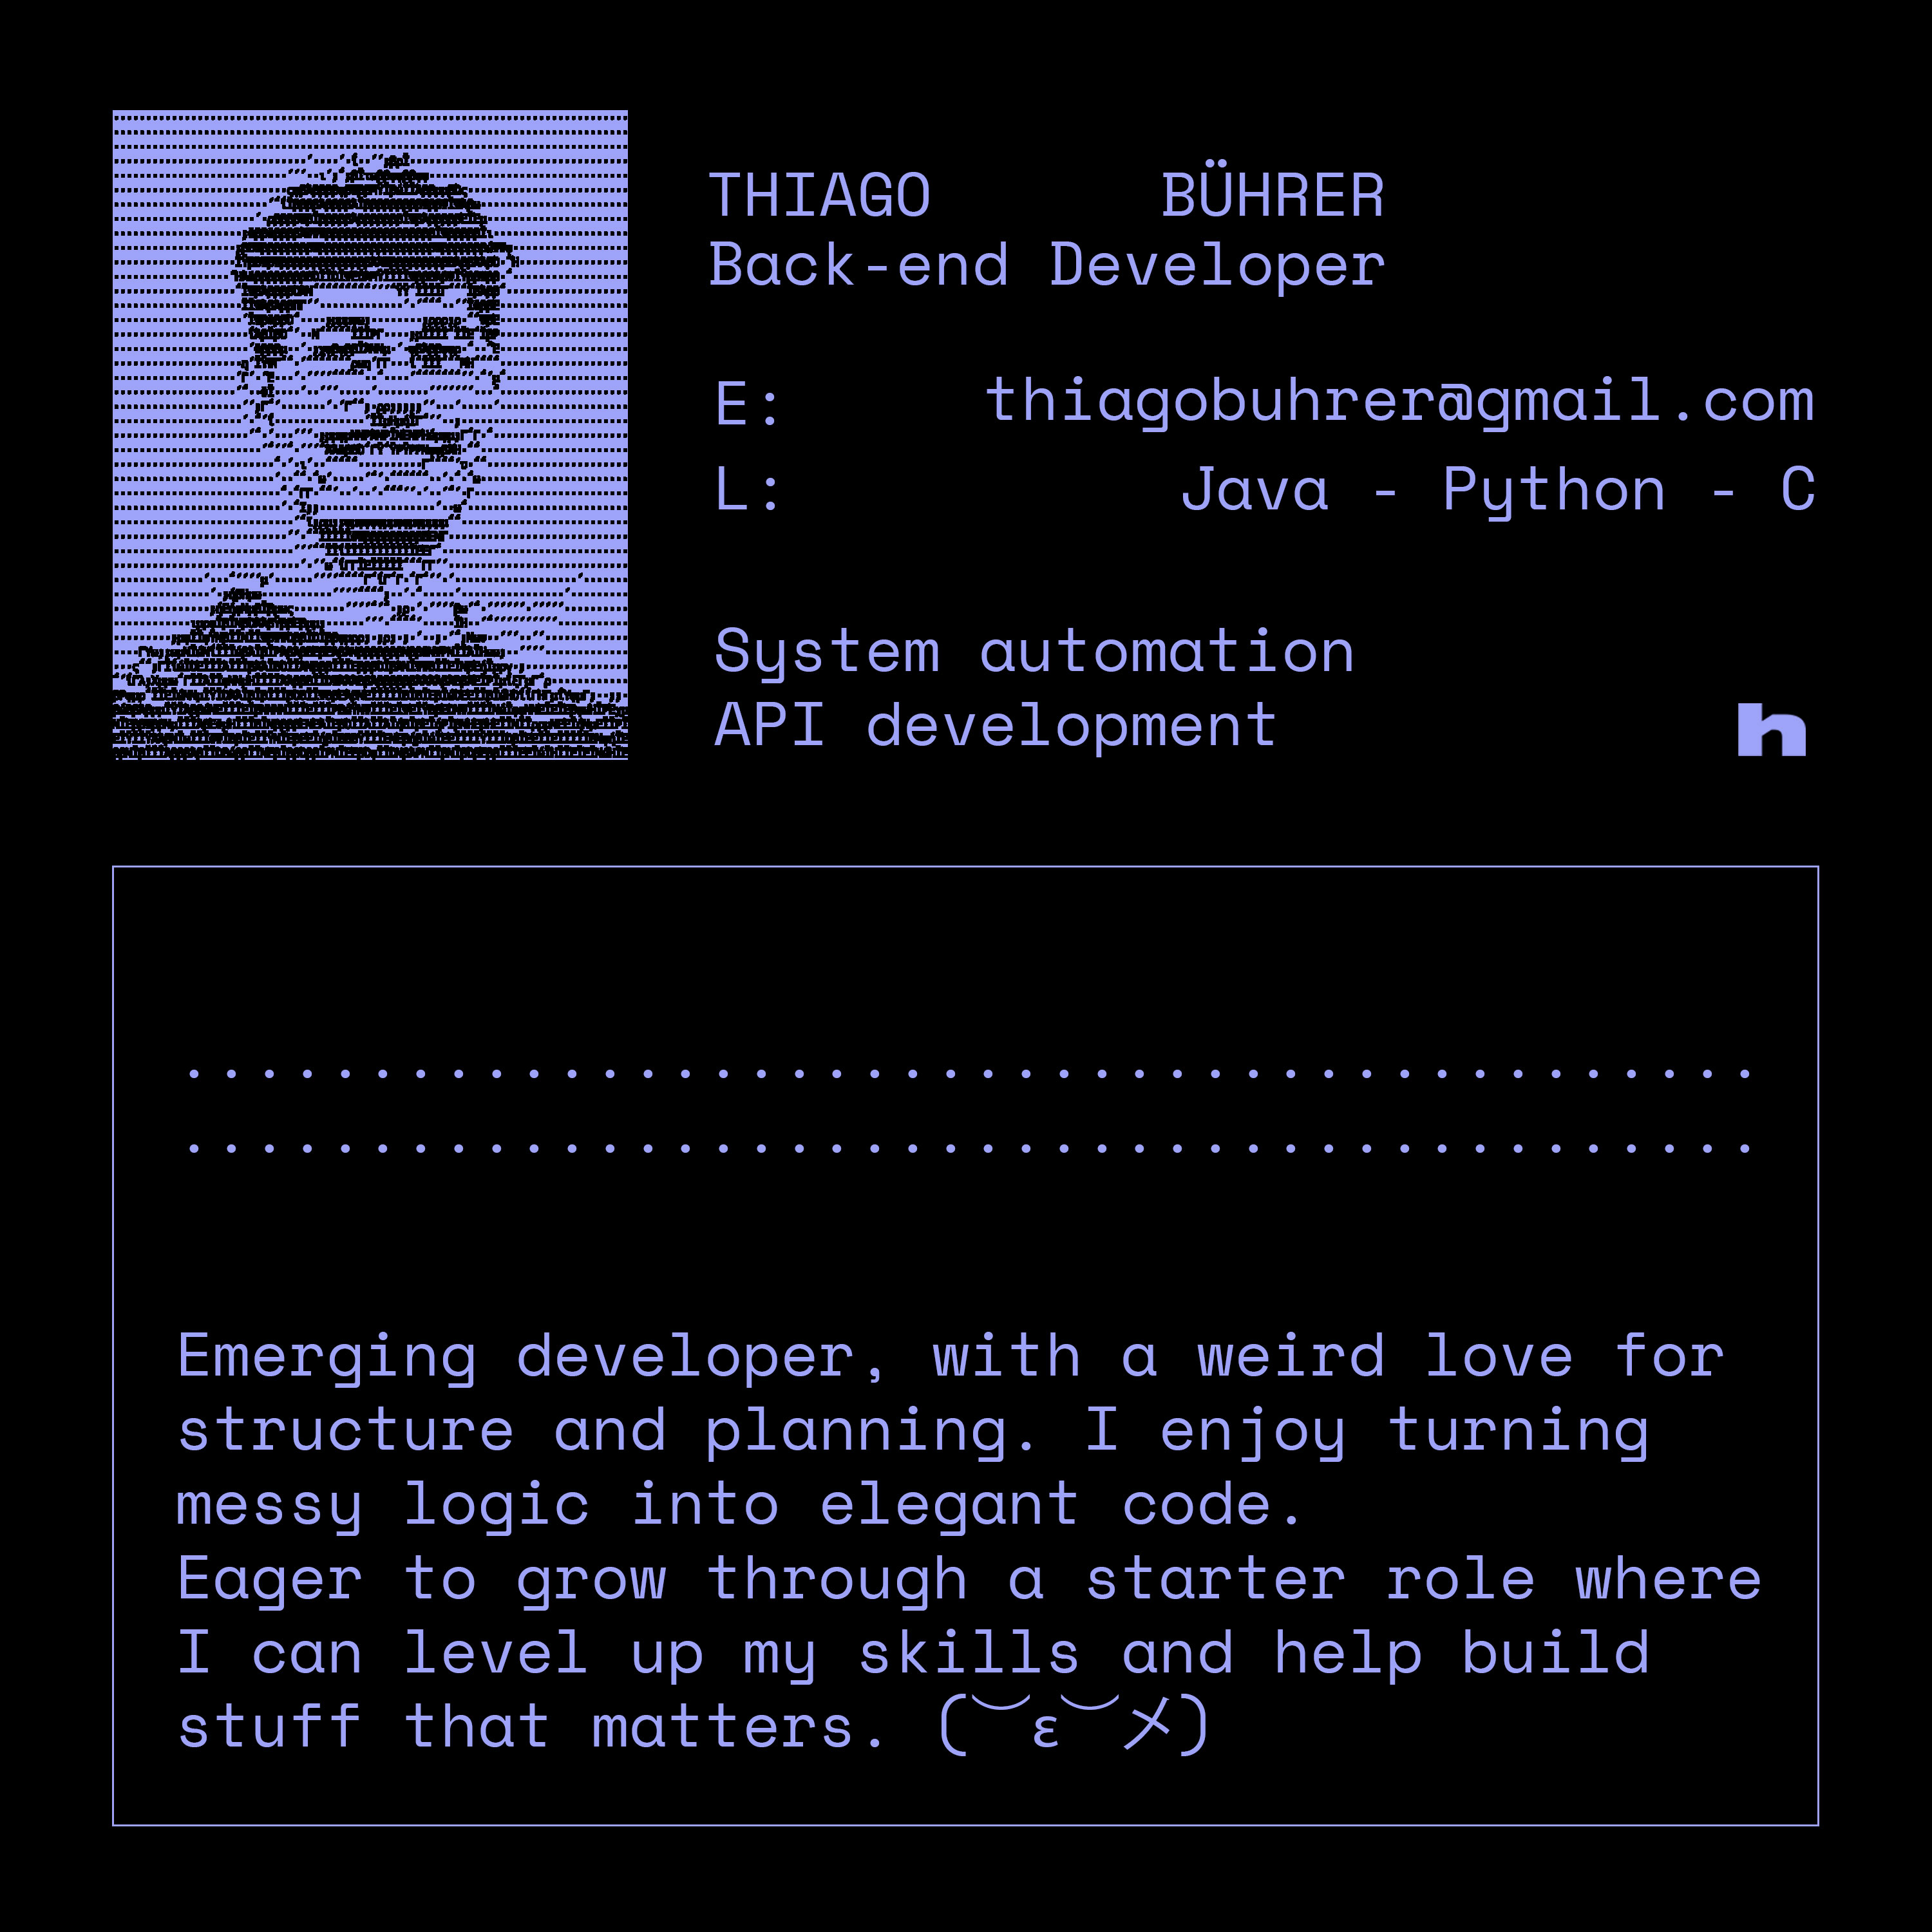 THIAGO BÜHRER
Back-end Developer
E: thiagobuhrer@gmail.com
L: Java - Python - C
System automation
API development
h
Emerging developer, with a weird love for
structure and planning. I enjoy turning
messy logic into elegant code.
Eager to grow through a starter role where
I can level up my skills and help build
stuff that matters. (︶ε︶メ)